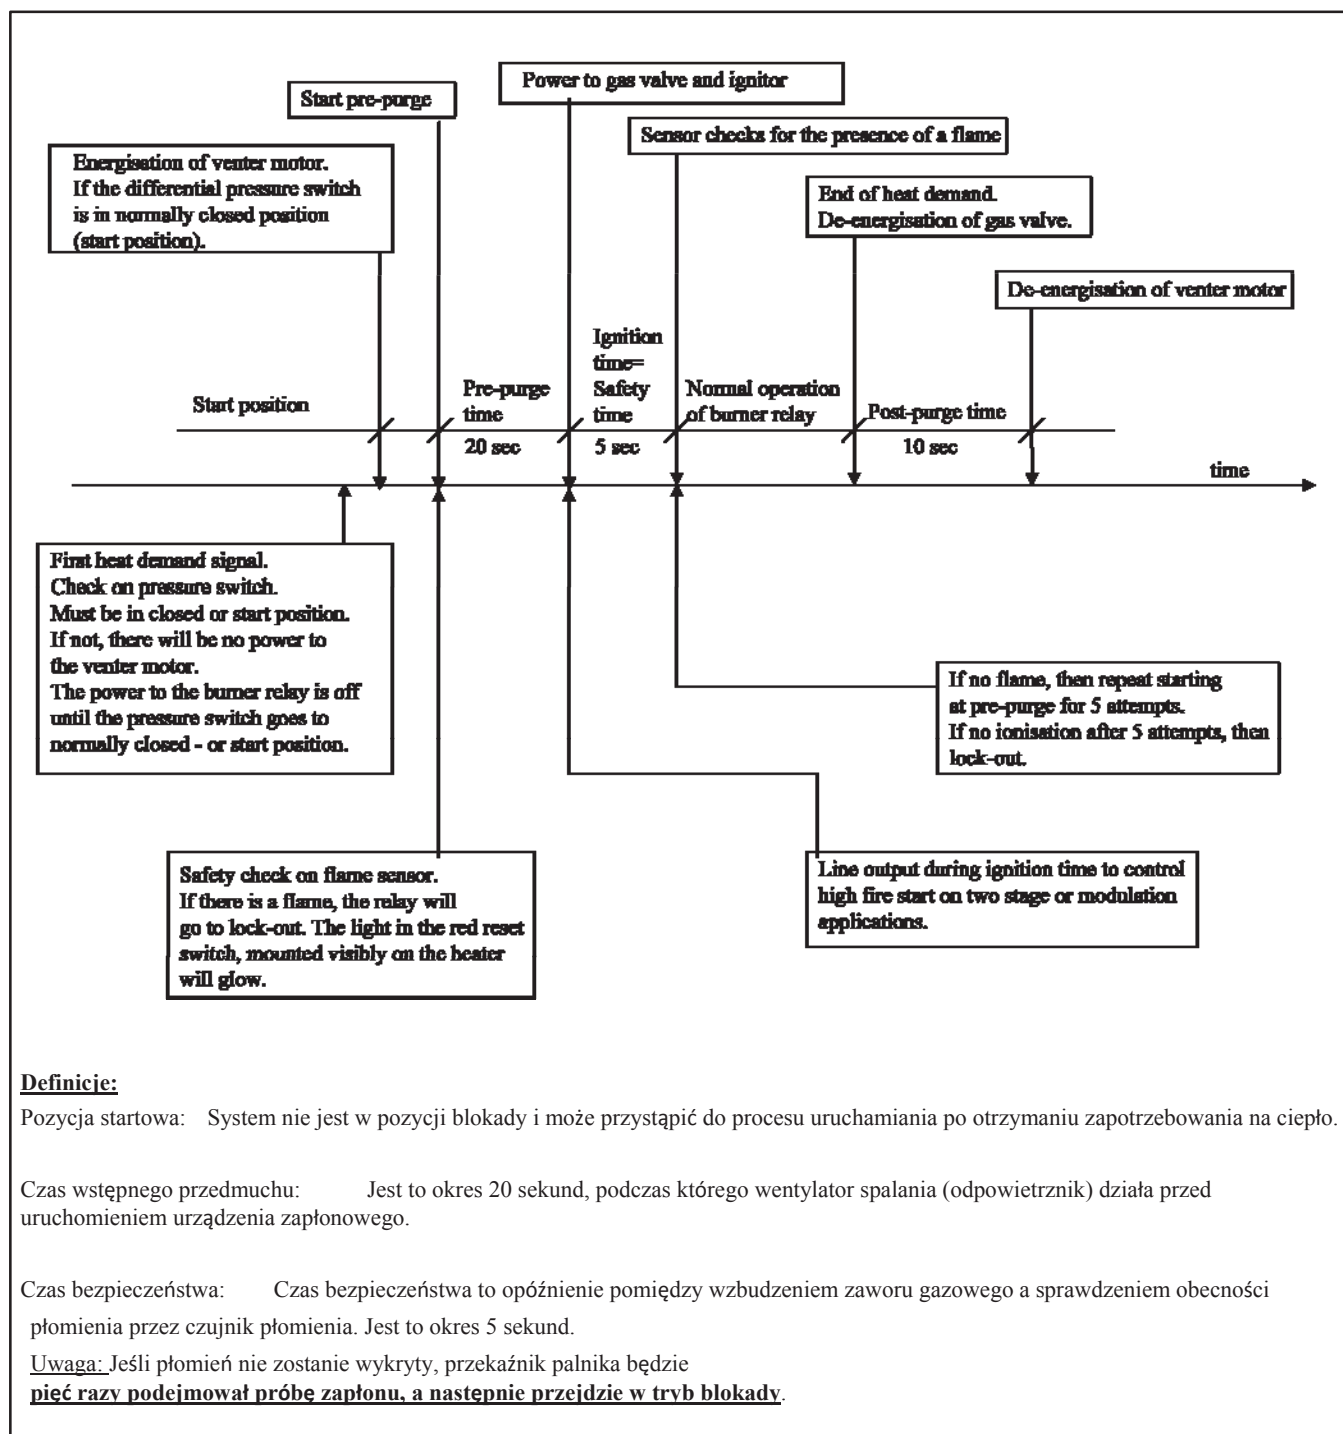 Power to gas valve and ignitor
Start pre-purge
Sensor checks for the presence of a flame
Energisation of venter motor.
If the differential pressure switch
is in normally closed position
(start position).
End of heat demand.
De-energisation of gas valve.
De-energisation of venter motor
Start position
Pre-purge
time
20 sec
Ignition
time=
Safety
time
5 sec
Normal operation
of burner relay
Post-purge time
10 sec
time
First heat demand signal.
Check on pressure switch.
Must be in closed or start position.
If not, there will be no power to
the venter motor.
The power to the burner relay is off
until the pressure switch goes to
normally closed - or start position.
If no flame, then repeat starting
at pre-purge for 5 attempts.
If no ionisation after 5 attempts, then
lock-out.
Safety check on flame sensor.
If there is a flame, the relay will
go to lock-out. The light in the red reset
switch, mounted visibly on the heater
will glow.
Line output during ignition time to control
high fire start on two stage or modulation
applications.
Definicje:
Pozycja startowa: System nie jest w pozycji blokady i może przystąpić do procesu uruchamiania po otrzymaniu zapotrzebowania na ciepło.
Czas wstępnego przedmuchu: Jest to okres 20 sekund, podczas którego wentylator spalania (odpowietrznik) działa przed
uruchomieniem urządzenia zapłonowego.
Czas bezpieczeństwa: Czas bezpieczeństwa to opóźnienie pomiędzy wzbudzeniem zaworu gazowego a sprawdzeniem obecności
płomienia przez czujnik płomienia. Jest to okres 5 sekund.
Uwaga: Jeśli płomień nie zostanie wykryty, przekaźnik palnika będzie
pięć razy podejmował próbę zapłonu, a następnie przejdzie w tryb blokady.